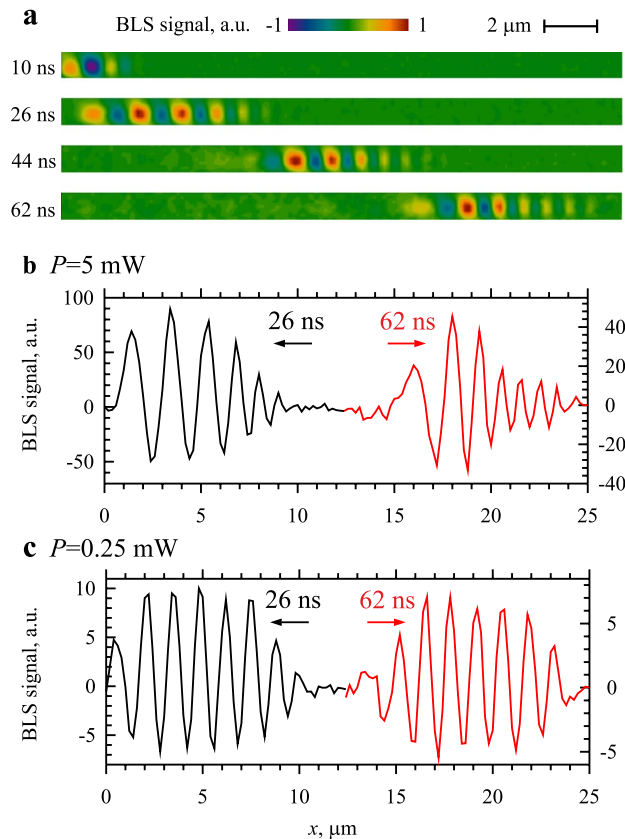 a BLS signal, a.u. -1 1 2 μm
10 ns
26 ns
44 ns
62 ns
b P=5 mW
100
50
0
-50
BLS signal, a.u.
26 ns
62 ns
40
20
0
-20
-40
0 5 10 15 20 25
c P=0.25 mW
10
5
0
-5
BLS signal, a.u.
26 ns
62 ns
5
0
-5
0 5 10 15 20 25
x, μm